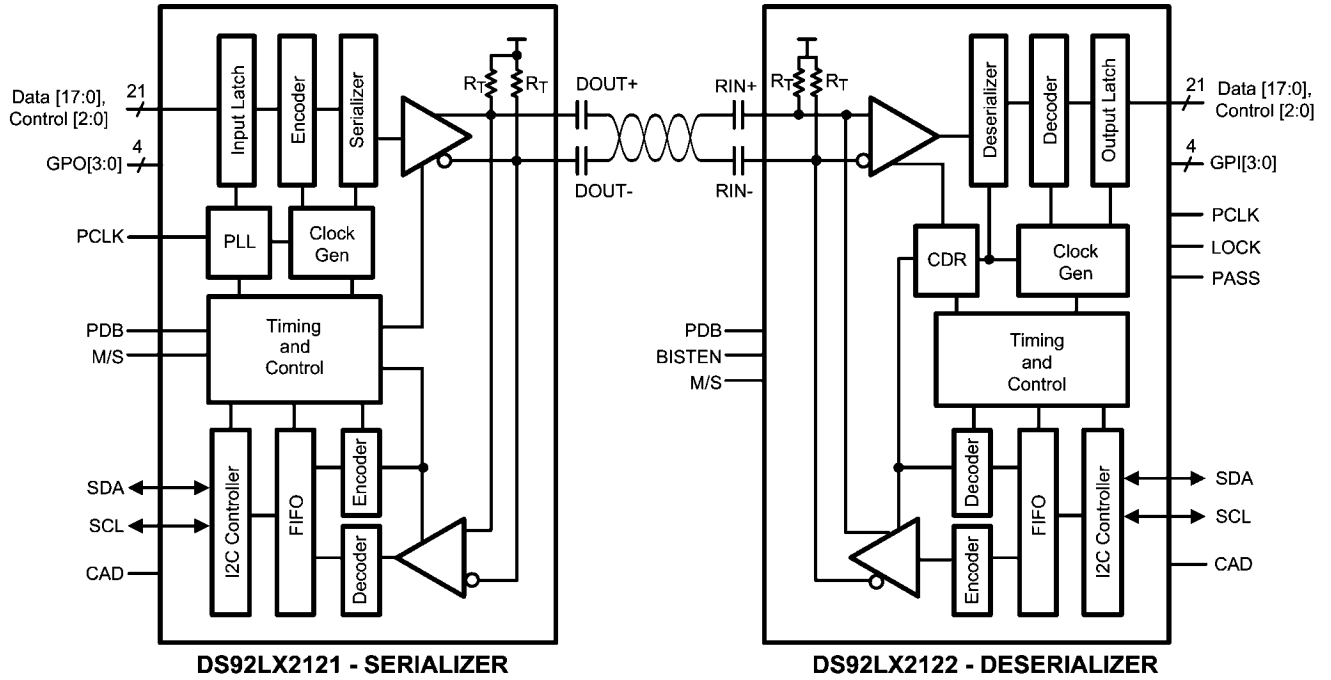 21
Data [17:0],
Control [2:0]
4
GPO[3:0]
PCLK
PDB
M/S
SDA
SCL
CAD
Input Latch
Encoder
Serializer
RT
RT
PLL
Clock
Gen
Timing
and
Control
I2C Controller
FIFO
Encoder
Decoder
DOUT+
DOUT-
RIN+
RIN-
PDB
BISTEN
M/S
RT
RT
Deserializer
Decoder
Output Latch
CDR
Clock
Gen
Timing
and
Control
Decoder
Encoder
FIFO
I2C Controller
21
Data [17:0],
Control [2:0]
4
GPI[3:0]
PCLK
LOCK
PASS
SDA
SCL
CAD
DS92LX2121 - SERIALIZER
DS92LX2122 - DESERIALIZER